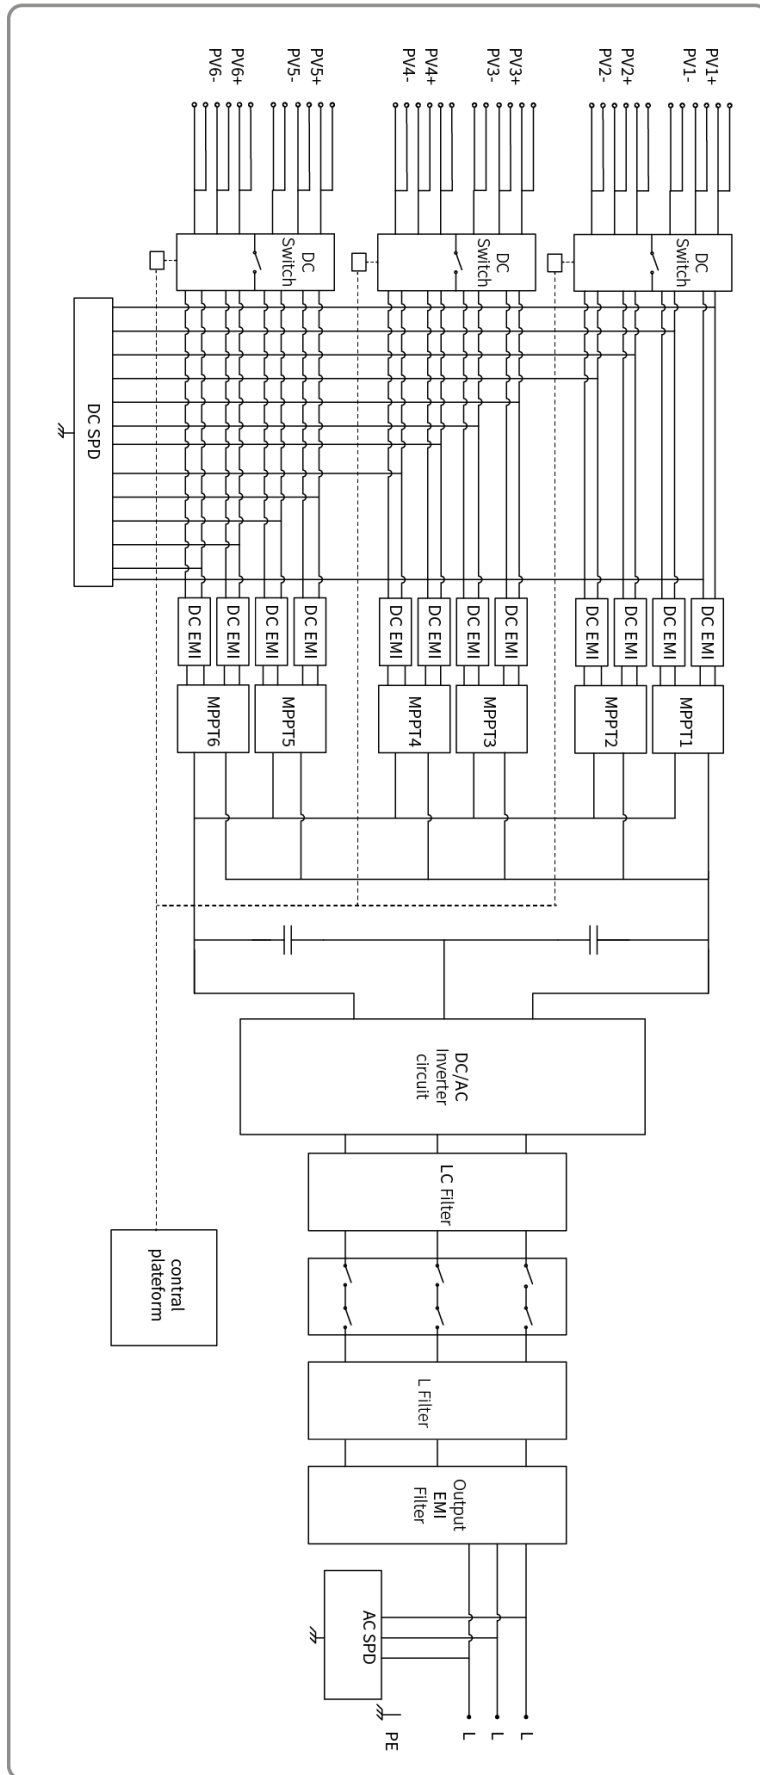 PV1+
PV1-
PV2+
PV2-
PV3+
PV3-
PV4+
PV4-
PV5+
PV5-
PV6+
PV6-
DC
Switch
DC
Switch
DC
Switch
DC SPD
DC EMI
DC EMI
DC EMI
DC EMI
DC EMI
DC EMI
DC EMI
DC EMI
DC EMI
DC EMI
DC EMI
DC EMI
MPPT1
MPPT2
MPPT3
MPPT4
MPPT5
MPPT6
DC/AC
Inverter
circuit
LC Filter
contral
plateform
L Filter
Output
EMI
Filter
AC SPD
L
L
L
PE